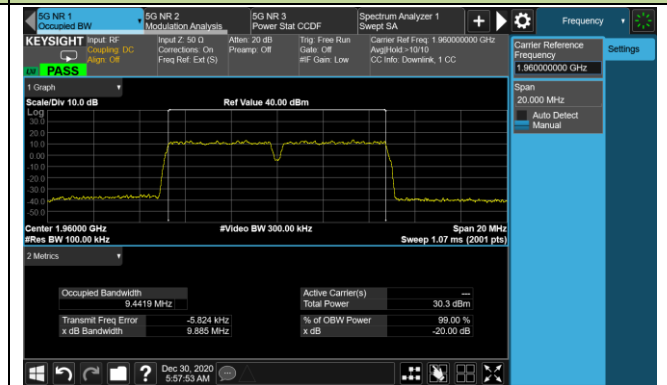 5G NR 1
Occupied BW
5G NR 2
Modulation Analysis
5G NR 3
Power Stat CCDF
Spectrum Analyzer 1
Swept SA
Frequency
KEYSIGHT
Input: RF
Coupling: DC
Align: Off
Input Z: 50 Ω
Corrections: On
Freq Ref: Ext (S)
Atten: 20 dB
Preamp: Off
Trig: Free Run
Gate: Off
#IF Gain: Low
Carrier Ref Freq: 1.960000000 GHz
Avg|Hold:>10/10
CC Info: Downlink, 1 CC
LXI PASS
Carrier Reference
Frequency
1.960000000 GHz
Settings
Span
20.000 MHz
Auto Detect
Manual
1 Graph
Scale/Div 10.0 dB
Ref Value 40.00 dBm
Log
30.0
20.0
10.0
0.00
-10.0
-20.0
-30.0
-40.0
-50.0
Center 1.96000 GHz
#Video BW 300.00 kHz
Span 20 MHz
#Res BW 100.00 kHz
Sweep 1.07 ms (2001 pts)
2 Metrics
Occupied Bandwidth
9.4419 MHz
Active Carrier(s)
---
Total Power
30.3 dBm
Transmit Freq Error
-5.824 kHz
% of OBW Power
99.00 %
x dB Bandwidth
9.885 MHz
x dB
-20.00 dB
?
Dec 30, 2020
5:57:53 AM